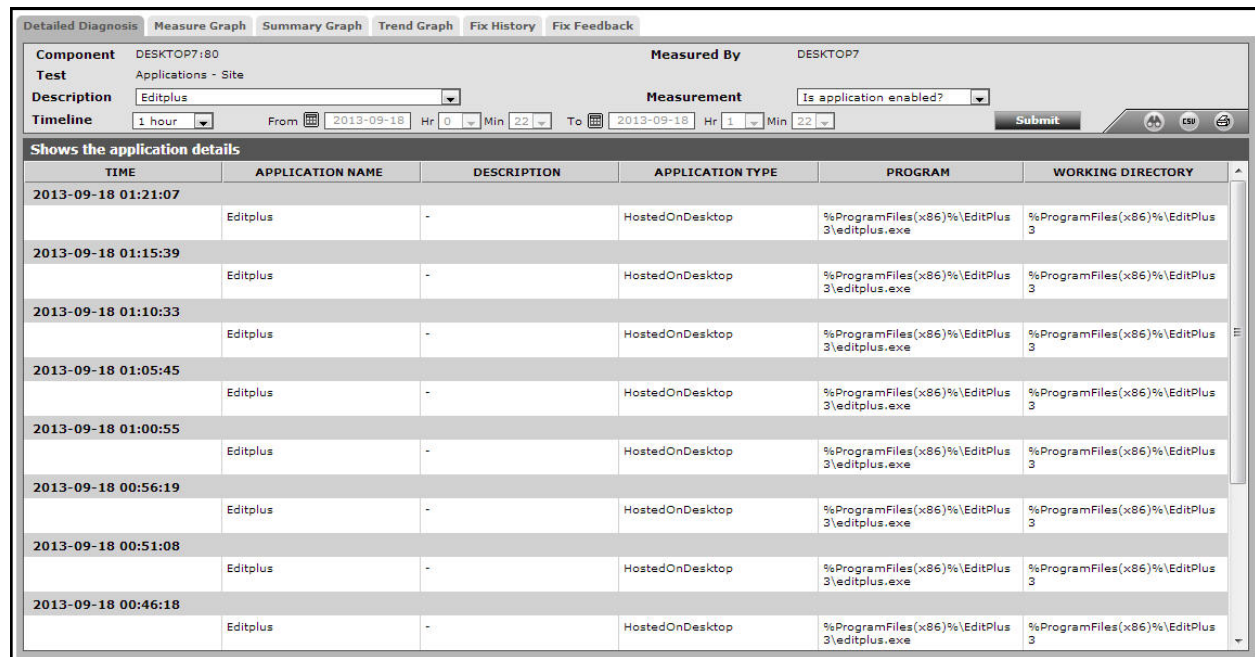 Detailed Diagnosis Measure Graph Summary Graph Trend Graph Fix History Fix Feedback
Component DESKTOP7:80 Measured By DESKTOP7
Test Applications - Site
Description Editplus Measurement Is application enabled?
Timeline 1 hour From 2013-09-18 Hr 0 Min 22 To 2013-09-18 Hr 1 Min 22 Submit CSV
Shows the application details
TIME APPLICATION NAME DESCRIPTION APPLICATION TYPE PROGRAM WORKING DIRECTORY
2013-09-18 01:21:07
Editplus - HostedOnDesktop %ProgramFiles(x86)%\EditPlus %ProgramFiles(x86)%\EditPlus
3\editplus.exe 3
2013-09-18 01:15:39
Editplus - HostedOnDesktop %ProgramFiles(x86)%\EditPlus %ProgramFiles(x86)%\EditPlus
3\editplus.exe 3
2013-09-18 01:10:33
Editplus - HostedOnDesktop %ProgramFiles(x86)%\EditPlus %ProgramFiles(x86)%\EditPlus
3\editplus.exe 3
2013-09-18 01:05:45
Editplus - HostedOnDesktop %ProgramFiles(x86)%\EditPlus %ProgramFiles(x86)%\EditPlus
3\editplus.exe 3
2013-09-18 01:00:55
Editplus - HostedOnDesktop %ProgramFiles(x86)%\EditPlus %ProgramFiles(x86)%\EditPlus
3\editplus.exe 3
2013-09-18 00:56:19
Editplus - HostedOnDesktop %ProgramFiles(x86)%\EditPlus %ProgramFiles(x86)%\EditPlus
3\editplus.exe 3
2013-09-18 00:51:08
Editplus - HostedOnDesktop %ProgramFiles(x86)%\EditPlus %ProgramFiles(x86)%\EditPlus
3\editplus.exe 3
2013-09-18 00:46:18
Editplus - HostedOnDesktop %ProgramFiles(x86)%\EditPlus %ProgramFiles(x86)%\EditPlus
3\editplus.exe 3